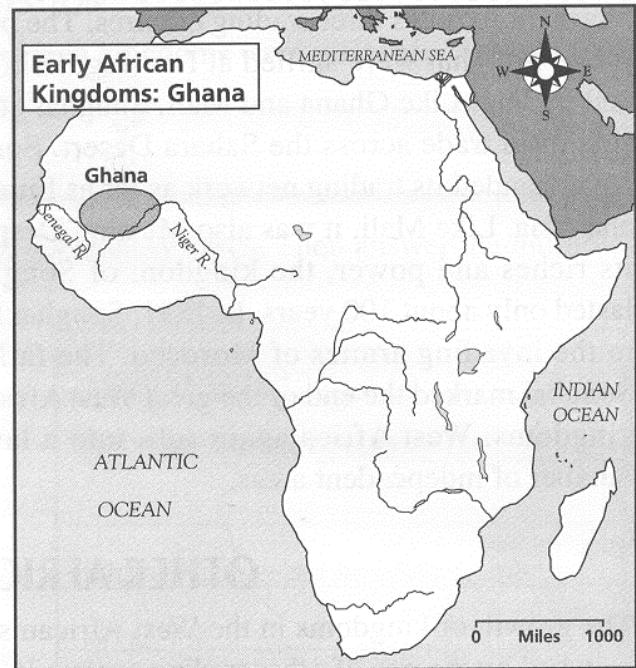 Early African
Kingdoms: Ghana
MEDITERRANEAN SEA
N
W
E
S
Ghana
Senegal R.
Niger R.
INDIAN
OCEAN
ATLANTIC
OCEAN
0 Miles 1000